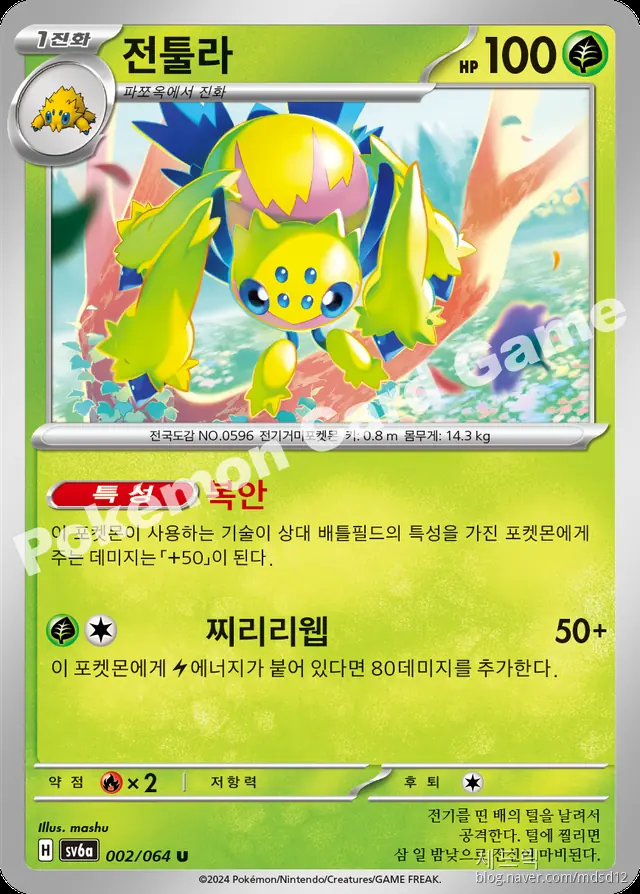 1진화
전툴라
HP 100
파쪼옥에서 진화
전국도감 NO.0596 전기거미포켓몬 키: 0.8 m 몸무게: 14.3 kg
Pokémon Card Game
특성 복안
이 포켓몬이 사용하는 기술이 상대 배틀필드의 특성을 가진 포켓몬에게
주는 데미지는 「+50」이 된다.
찌리리웹 50+
이 포켓몬에게 에너지가 붙어 있다면 80데미지를 추가한다.
약점 ×2 저항력 후퇴
Illus. mashu
전기를 띤 배의 털을 날려서
공격한다. 털에 찔리면
삼 일 밤낮으로 전신이 마비된다.
H sv6a 002/064 U
©2024 Pokémon/Nintendo/Creatures/GAME FREAK.
blog.naver.com/mdsd12